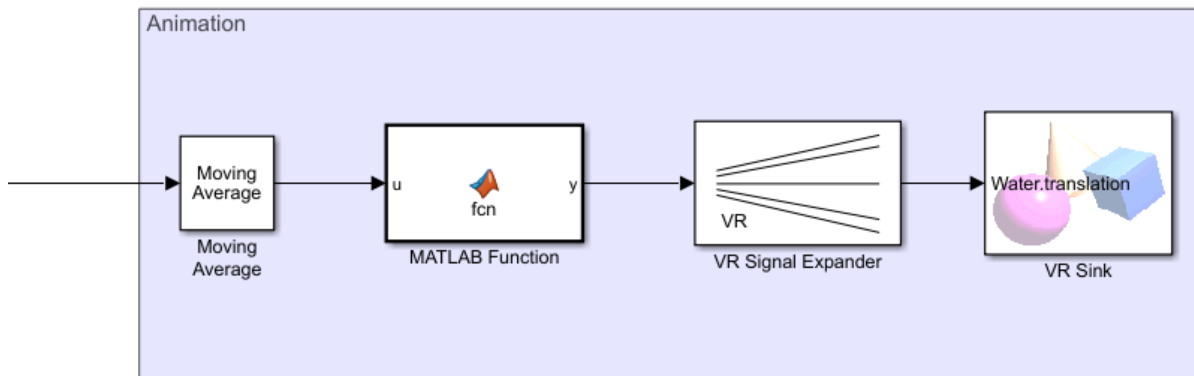 Animation
Moving
Average
Moving
Average
u
fcn
y
MATLAB Function
VR
VR Signal Expander
Water.translation
VR Sink